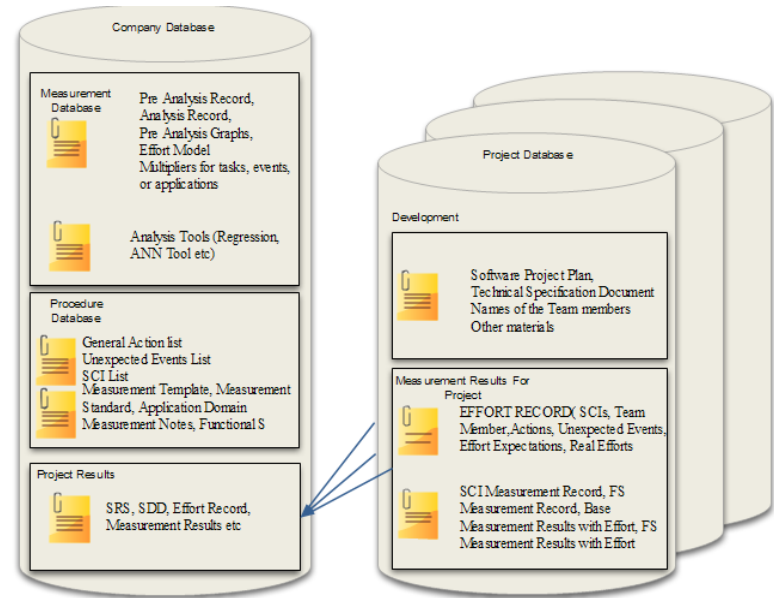 Company Database
Measurement
Database
Pre Analysis Record,
Analysis Record,
Pre Analysis Graphs,
Effort Model
Multipliers for tasks, events,
or applications
Analysis Tools (Regression,
ANN Tool etc)
Procedure
Database
General Action list
Unexpected Events List
SCI List
Measurement Template, Measurement
Standard, Application Domain
Measurement Notes, Functional S
Project Results
SRS, SDD, Effort Record,
Measurement Results etc
Project Database
Development
Software Project Plan,
Technical Specification Document
Names of the Team members
Other materials
Measurement Results For
Project
EFFORT RECORD( SCIs, Team
Member,Actions, Unexpected Events,
Effort Expectations, Real Efforts
SCI Measurement Record, FS
Measurement Record, Base
Measurement Results with Effort, FS
Measurement Results with Effort